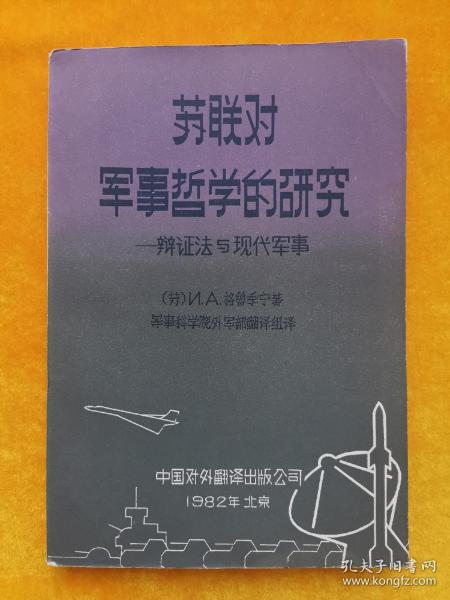 苏联对
军事哲学的研究
—辩证法与现代军事
(苏)И.А.格鲁季宁著
军事科学院外军部翻译组译
中国对外翻译出版公司
1982年 北京
孔夫子旧书网
www.kongfz.com